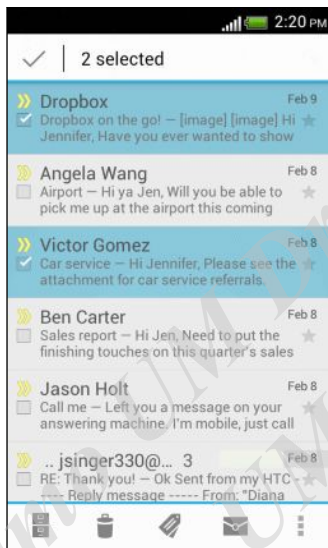 2:20 PM
2 selected
Dropbox Feb 9
Dropbox on the go! – [image] [image] Hi
Jennifer, Have you ever wanted to show
Angela Wang Feb 8
Airport – Hi ya Jen, Will you be able to
pick me up at the airport this coming
Victor Gomez Feb 8
Car service – Hi Jennifer, Please see the
attachment for car service referrals.
Ben Carter Feb 8
Sales report – Hi Jen, Need to put the
finishing touches on this quarter's sales
Jason Holt Feb 8
Call me – Left you a message on your
answering machine. I'm mobile, just call
.. jsinger330@... 3 Feb 8
RE: Thank you! – Ok Sent from my HTC -
---- Reply message ----- From: "Diana